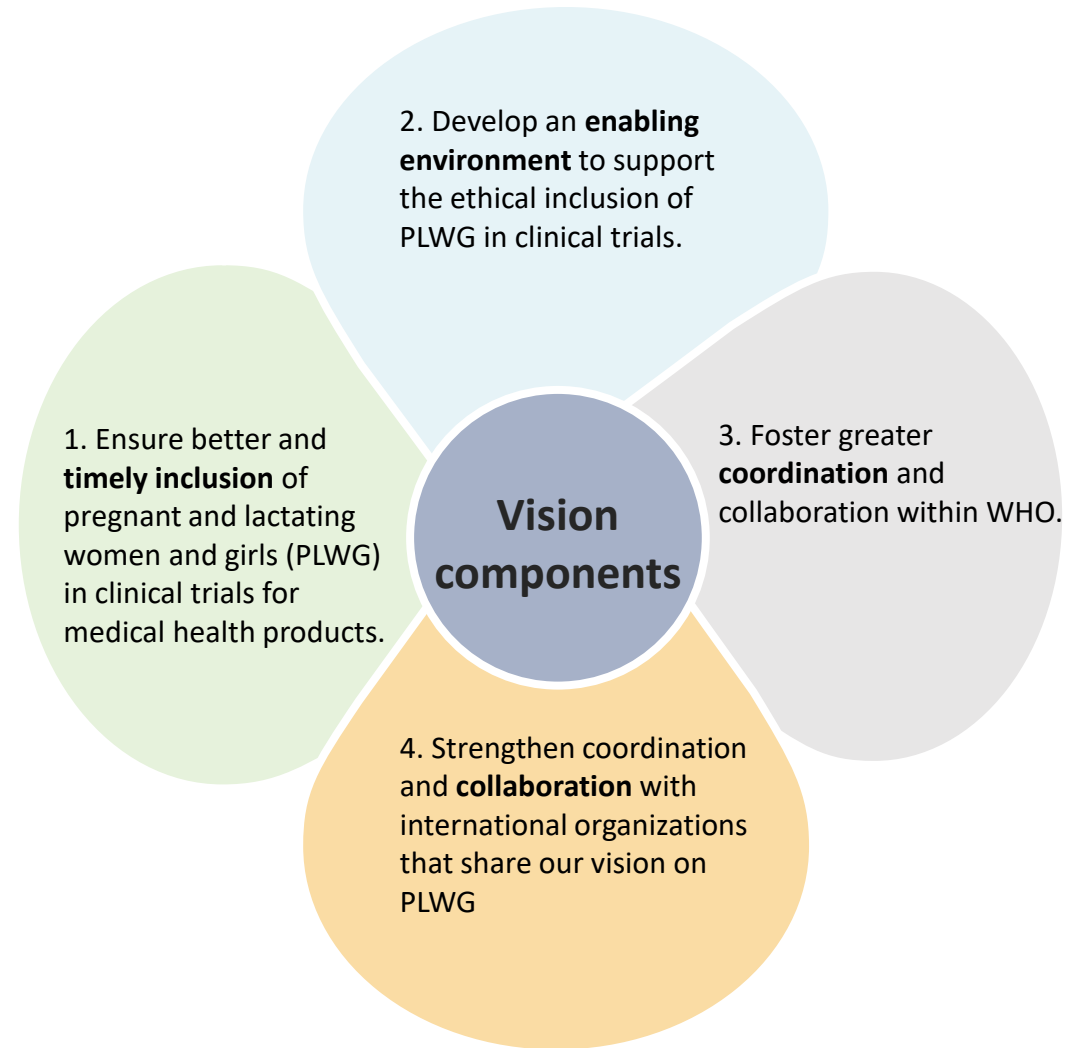 1. Ensure better and
timely inclusion of
pregnant and lactating
women and girls (PLWG)
in clinical trials for
medical health products.
2. Develop an enabling
environment to support
the ethical inclusion of
PLWG in clinical trials.
3. Foster greater
coordination and
collaboration within WHO.
4. Strengthen coordination
and collaboration with
international organizations
that share our vision on
PLWG
Vision
components